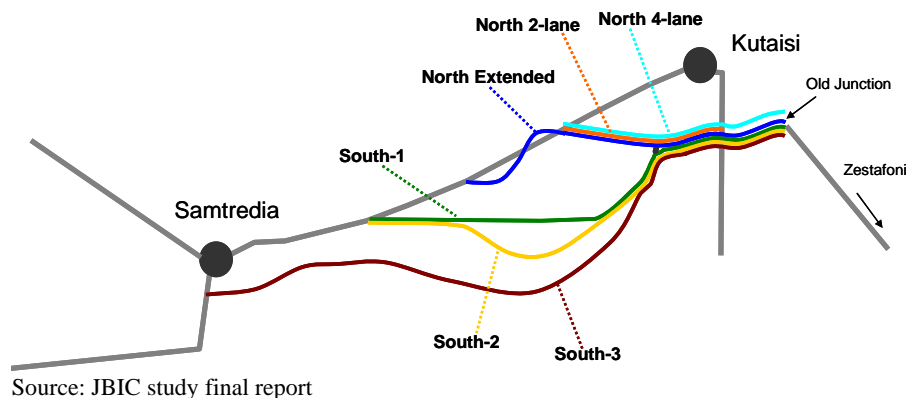 North 2-lane
North 4-lane
Kutaisi
North Extended
Old Junction
South-1
Zestafoni
Samtredia
South-2
South-3
Source: JBIC study final report